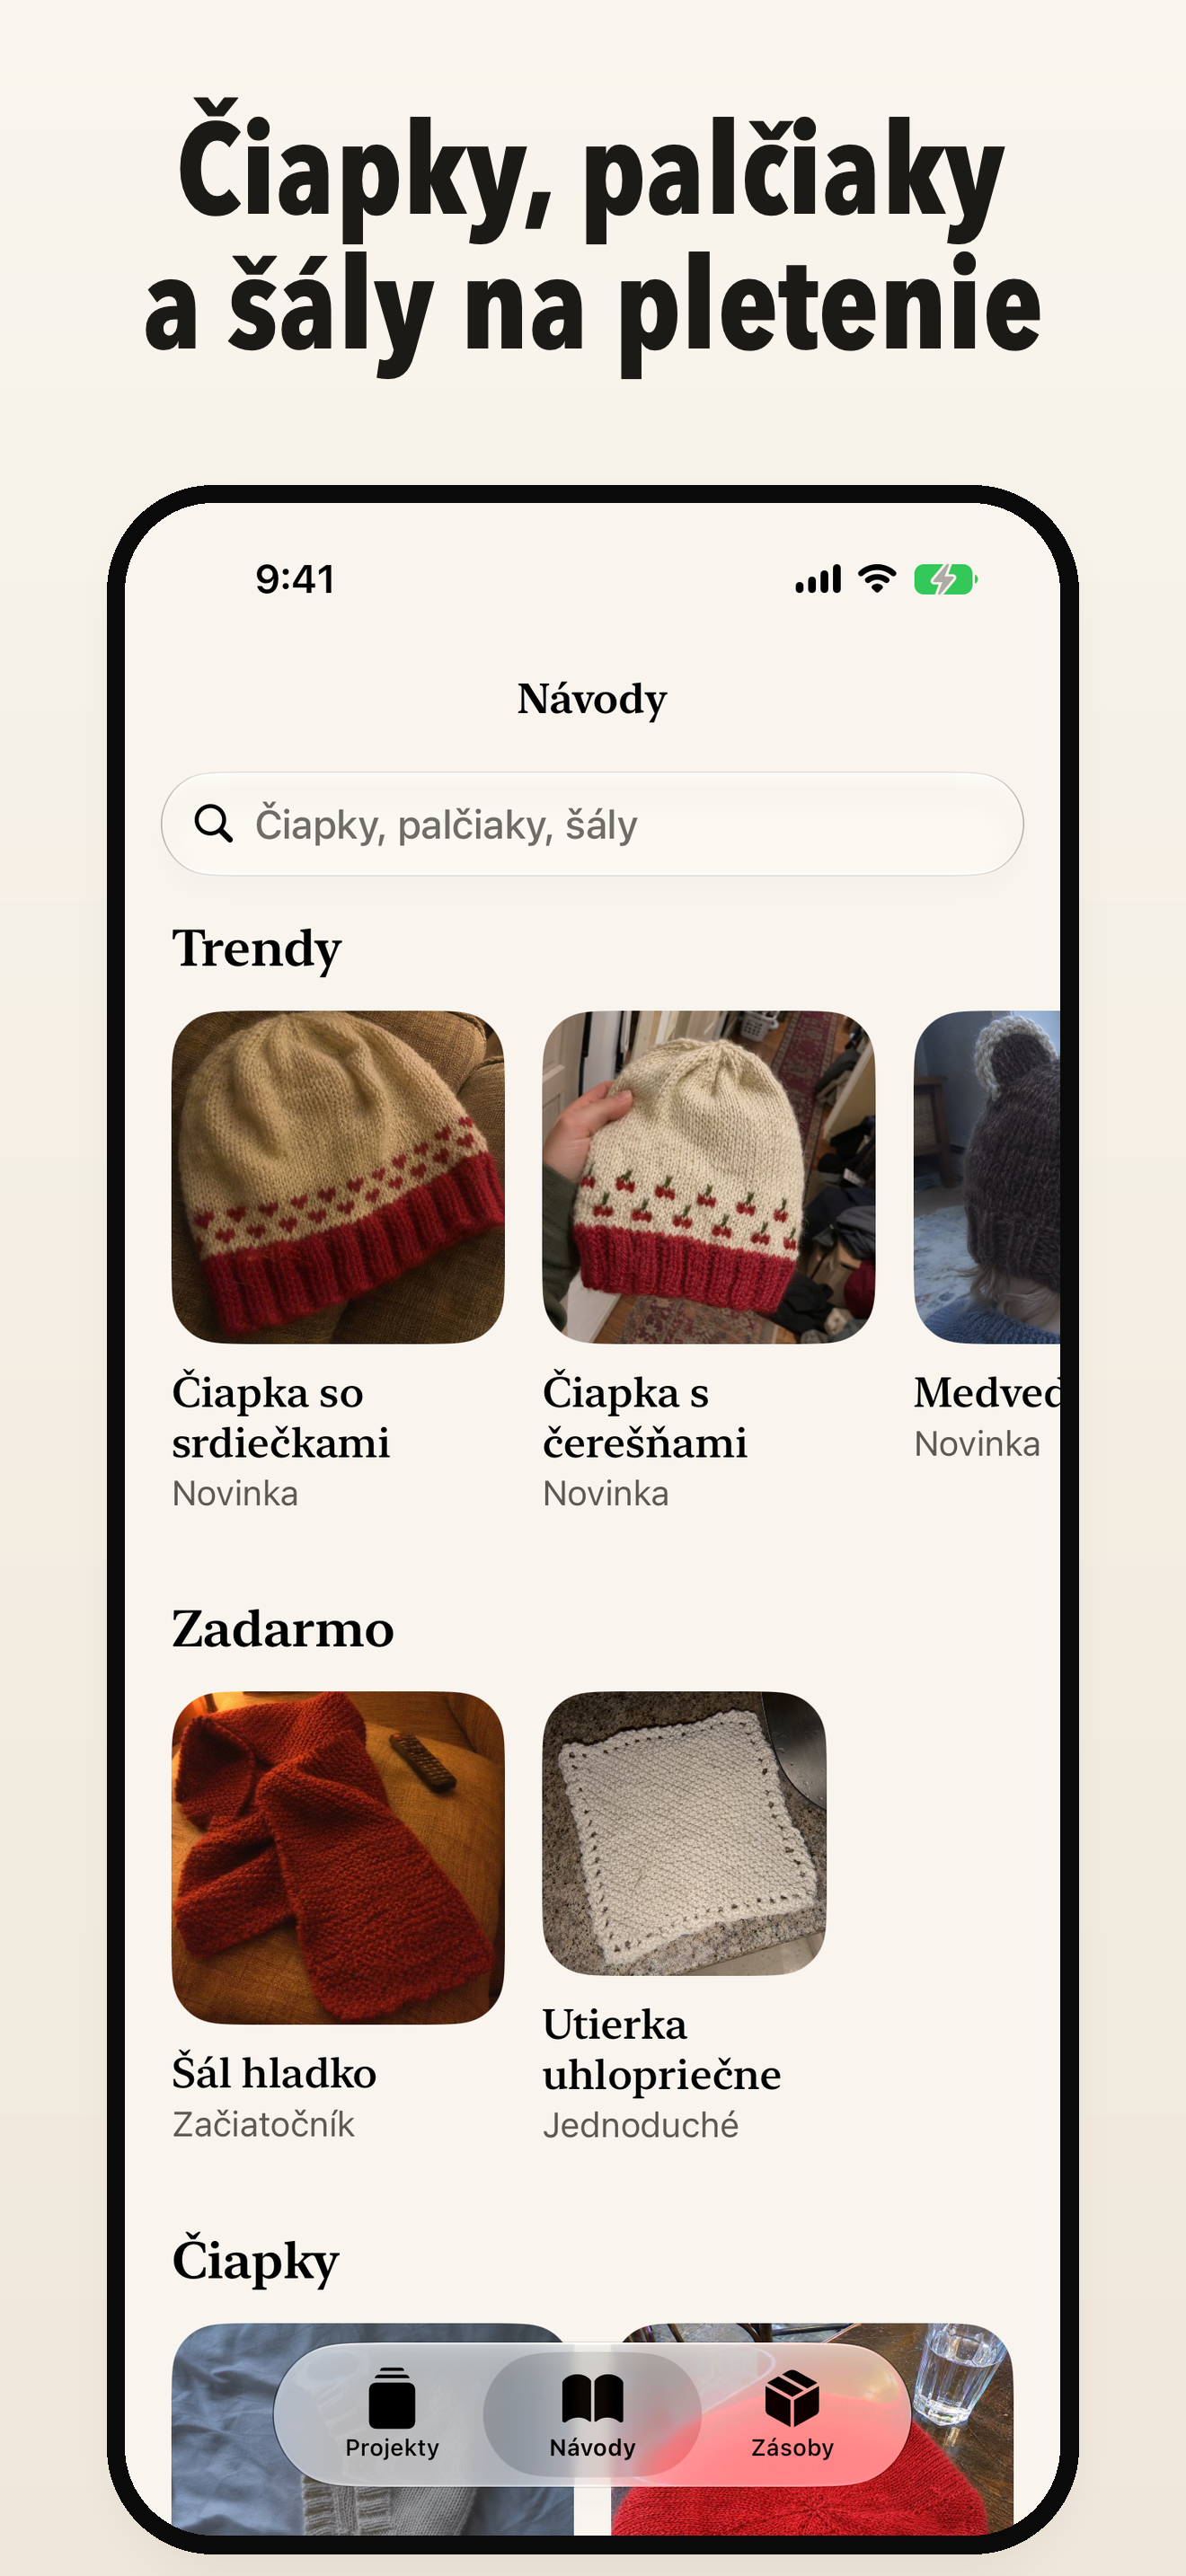 Čiapky, palčiaky
a šály na pletenie
9:41
Návody
Čiapky, palčiaky, šály
Trendy
Čiapka so
srdiečkami
Novinka
Čiapka s
čerešňami
Novinka
Novinka
Zadarmo
Šál hladko
Začiatočník
Utierka
uhlopriečne
Jednoduché
Čiapky
Projekty
Návody
Zásoby